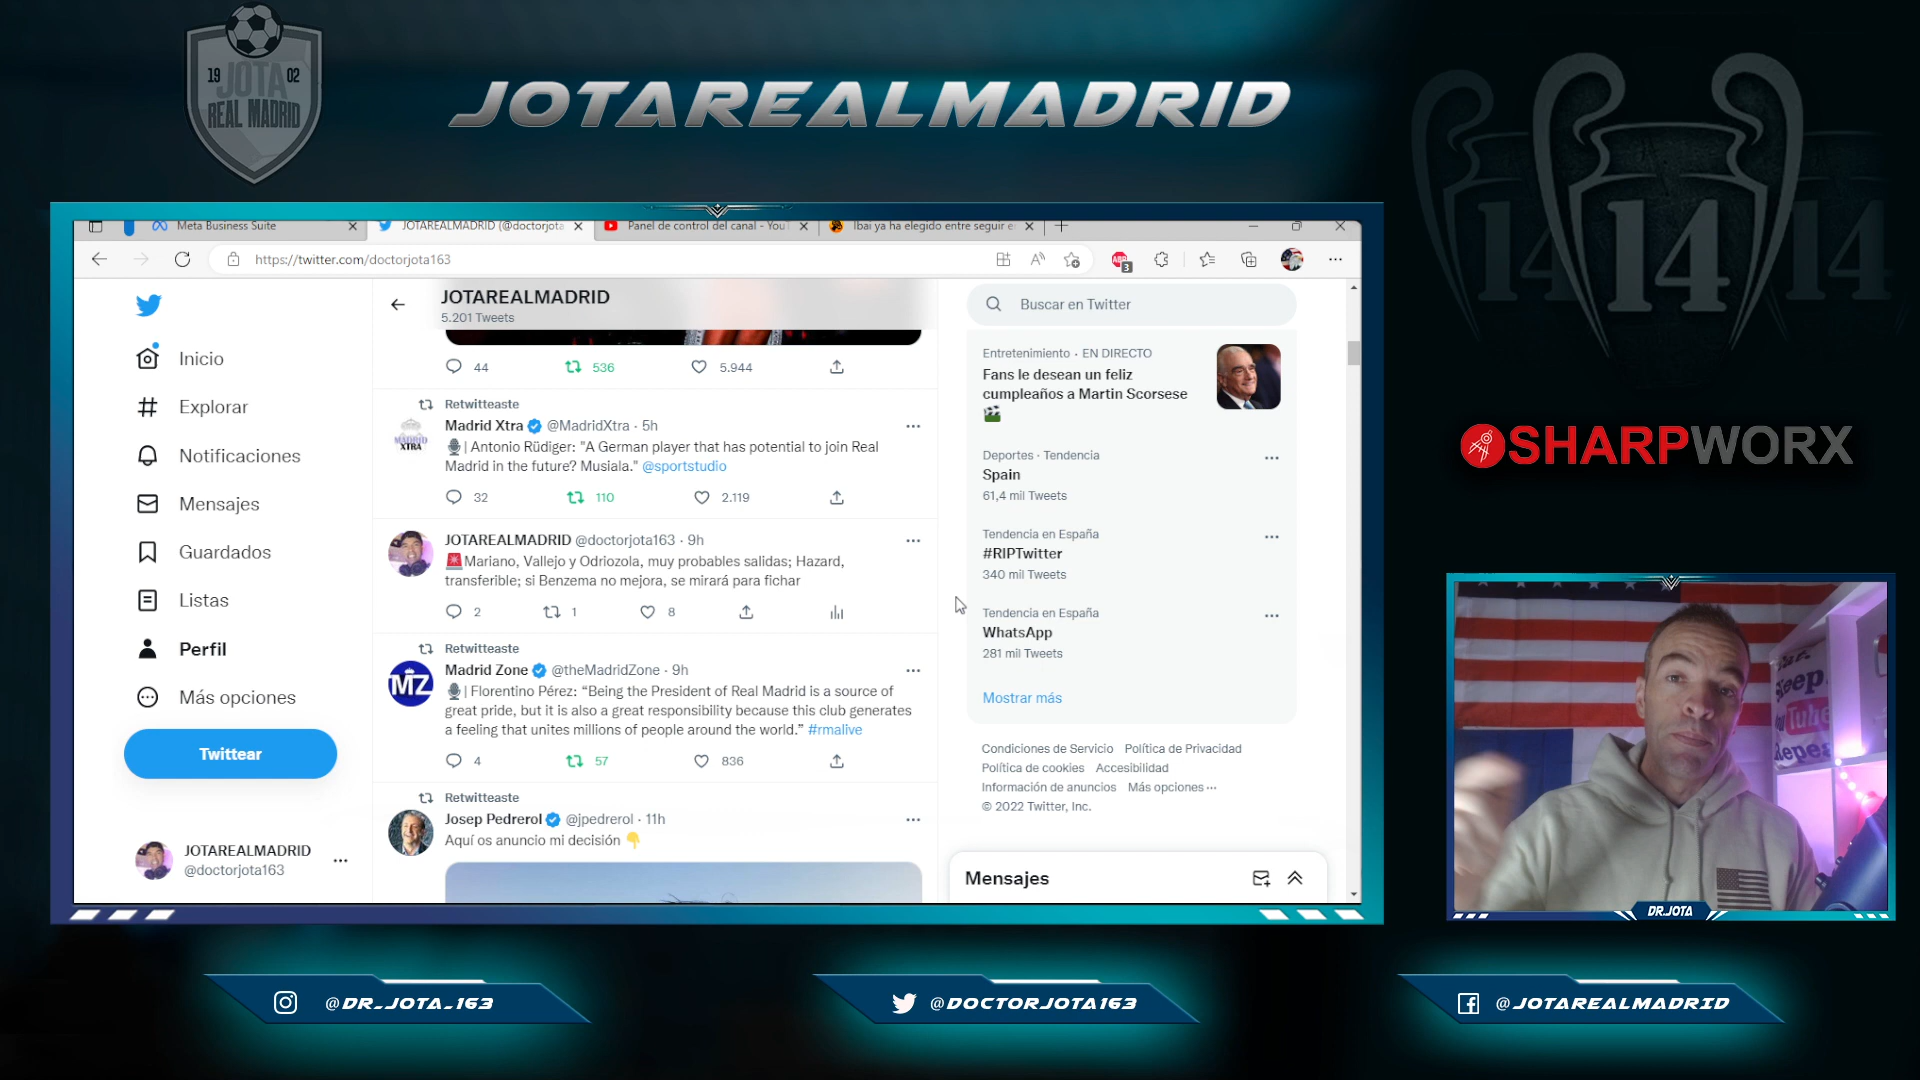 19 02
JOTA
REAL MADRID
JOTAREALMADRID
14 14 14
Meta Business Suite
JOTAREALMADRID (@doctorjota
Panel de control del canal - YouT
Ibai ya ha elegido entre seguir e
https://twitter.com/doctorjota163
ABP
3
JOTAREALMADRID
5.201 Tweets
Inicio
Explorar
Notificaciones
Mensajes
Guardados
Listas
Perfil
Más opciones
Twittear
JOTAREALMADRID
@doctorjota163
44 536 5.944
Retwitteaste
MADRID
XTRA
Madrid Xtra @MadridXtra · 5h
| Antonio Rüdiger: "A German player that has potential to join Real
Madrid in the future? Musiala." @sportstudio
32 110 2.119
JOTAREALMADRID @doctorjota163 · 9h
🚨Mariano, Vallejo y Odriozola, muy probables salidas; Hazard,
transferible; si Benzema no mejora, se mirará para fichar
2 1 8
Retwitteaste
MZ
Madrid Zone @theMadridZone · 9h
| Florentino Pérez: “Being the President of Real Madrid is a source of
great pride, but it is also a great responsibility because this club generates
a feeling that unites millions of people around the world.” #rmalive
4 57 836
Retwitteaste
Josep Pedrerol @jpedrerol · 11h
Aquí os anuncio mi decisión 👇
Buscar en Twitter
Entretenimiento · EN DIRECTO
Fans le desean un feliz
cumpleaños a Martin Scorsese
🎬
Deportes · Tendencia
Spain
61,4 mil Tweets
Tendencia en España
#RIPTwitter
340 mil Tweets
Tendencia en España
WhatsApp
281 mil Tweets
Mostrar más
Condiciones de Servicio Política de Privacidad
Política de cookies Accesibilidad
Información de anuncios Más opciones ···
© 2022 Twitter, Inc.
Mensajes
SHARPWORX
Tube
DR.JOTA
@DR_JOTA_163
@DOCTORJOTA163
@JOTAREALMADRID